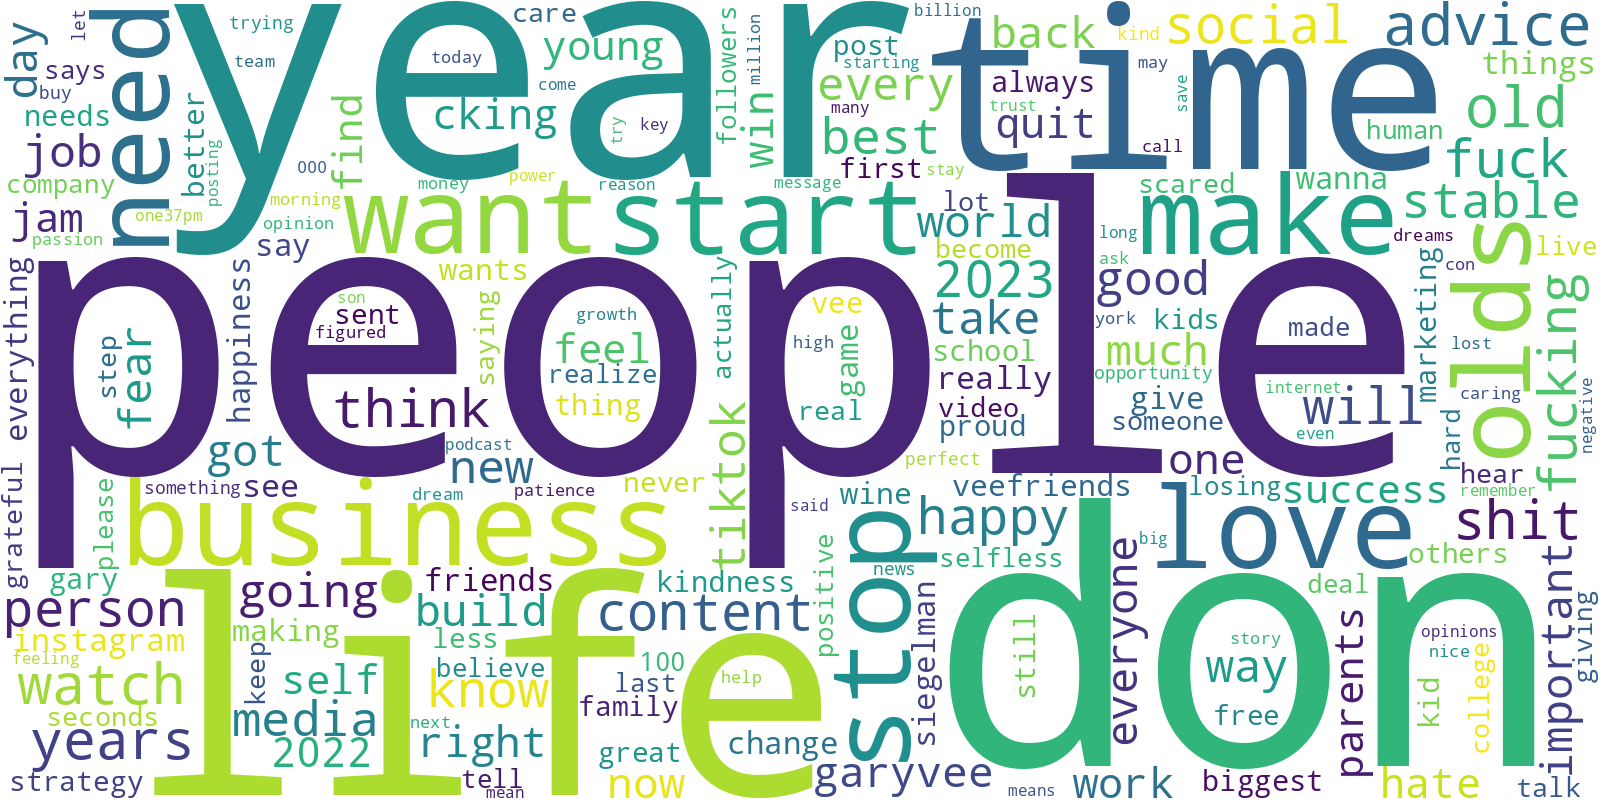 people
year
time
life
don
business
need
want
start
make
love
stop
olds
let
trying
care
billion
back
kind
social
advice
day
says
team
young
today
followers
million
post
starting
every
always
may
save
things
buy
needs
better
cking
come
try
key
win
many
best
quit
trust
call
human
old
job
posting
OOO
find
first
stay
fuck
company
one37pm
morning
money
power
reason
message
scared
wanna
stable
jam
passion
opinion
say
lot
world
become
long
dreams
live
everything
happiness
wants
actually
2023
ask
good
con
marketing
fucking
son
sent
figured
growth
vee
take
york
kids
made
step
fear
saying
feel
realize
thing
high
game
school
much
lost
think
real
really
opportunity
internet
caring
negative
video
give
will
proud
someone
even
hard
got
podcast
new
tiktok
perfect
one
hear
grateful
please
something
see
dream
patience
never
said
wine
veefriends
losing
success
remember
happy
shit
gary
friends
kindness
selfless
big
others
person
going
build
content
positive
news
everyone
deal
important
giving
instagram
making
less
siegelman
still
story
opinions
feeling
keep
self
believe
100
way
parents
nice
watch
know
last
help
kid
college
seconds
media
next
family
free
years
2022
right
great
change
strategy
tell
mean
now
garyvee
means
work
biggest
hate
talk